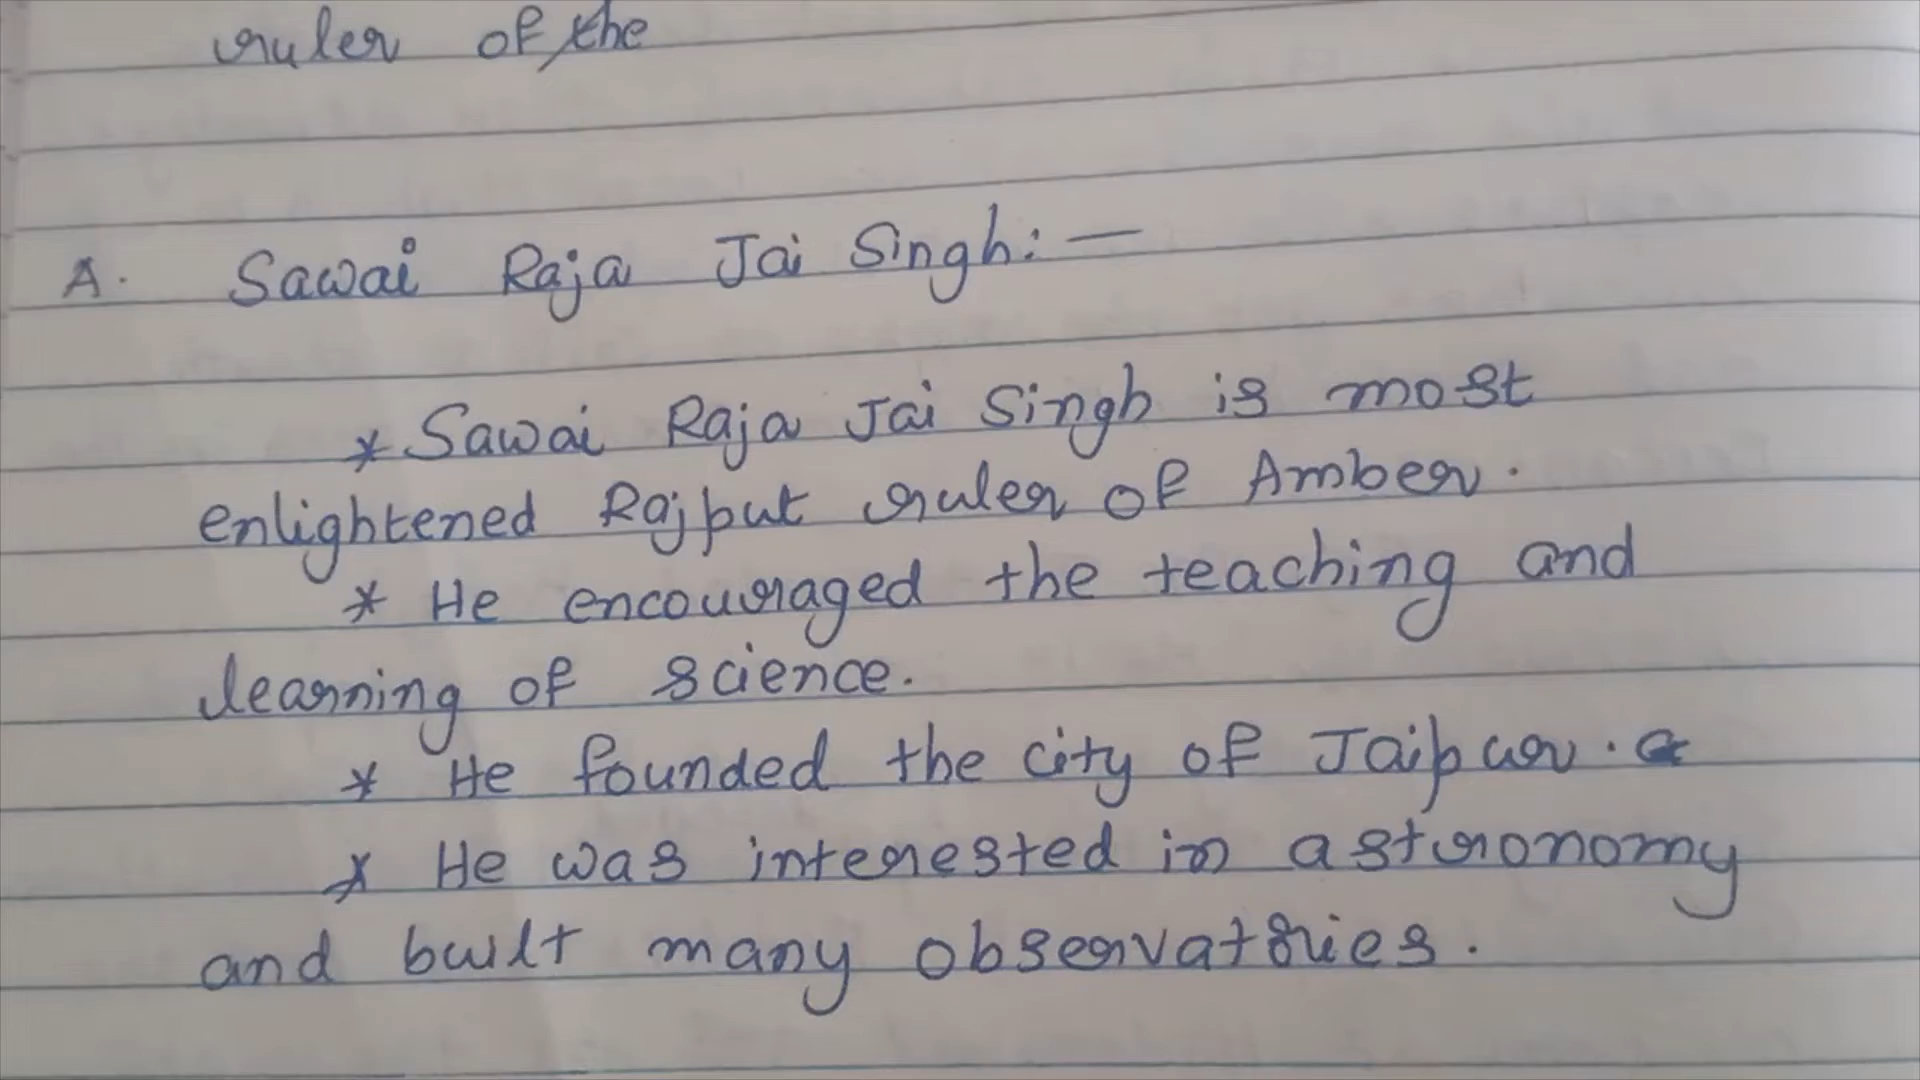 ruler of the
A. Sawai Raja Jai Singh:—
* Sawai Raja Jai Singh is most
enlightened Rajput ruler of Amber.
* He encouraged the teaching and
learning of science.
* He founded the city of Jaipur.
* He was interested in astronomy
and built many observatories.